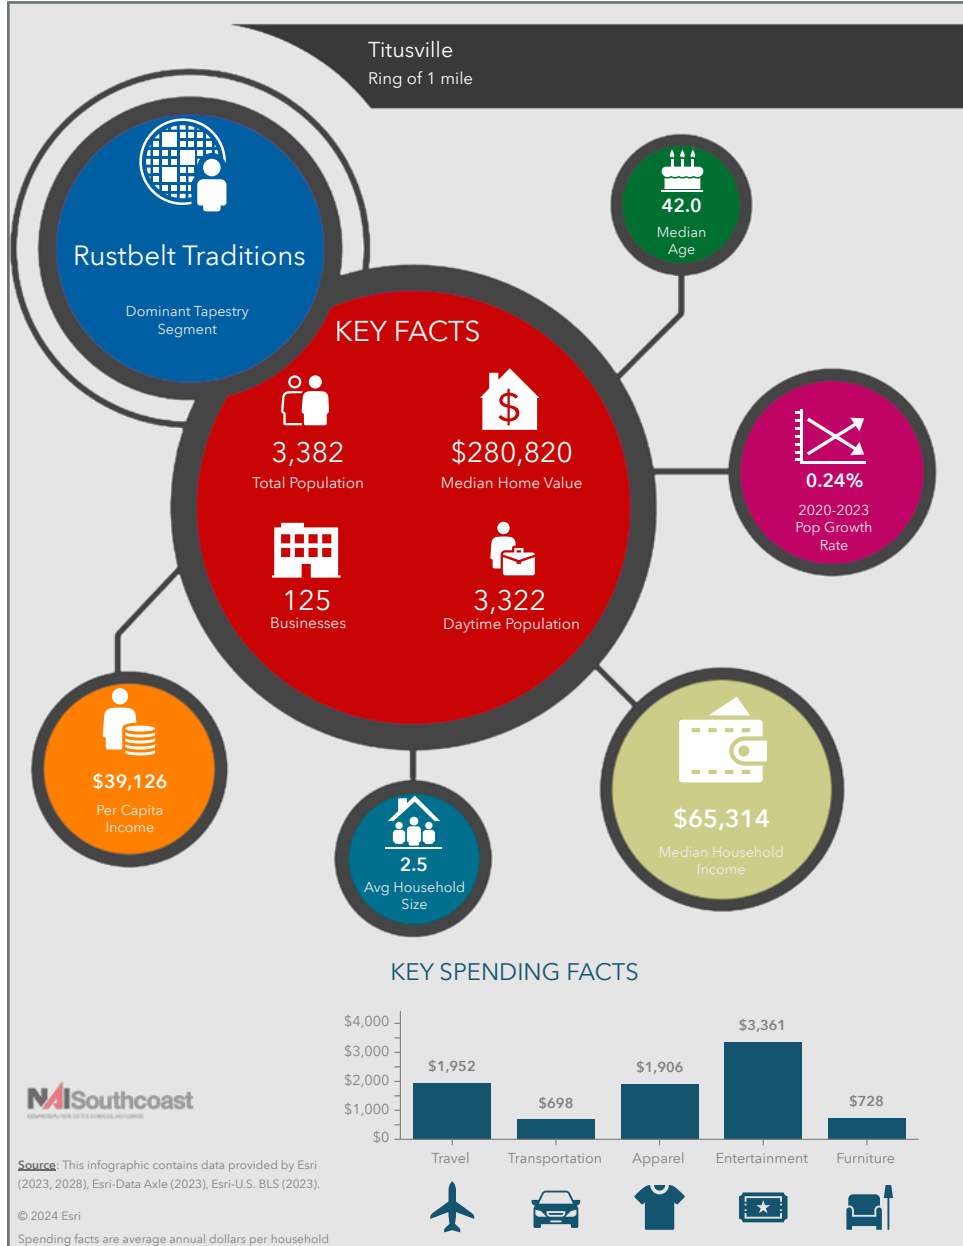 Titusville
Ring of 1 mile
Rustbelt Traditions
Dominant Tapestry
Segment
42.0
Median
Age
KEY FACTS
3,382
Total Population
$280,820
Median Home Value
125
Businesses
3,322
Daytime Population
0.24%
2020-2023
Pop Growth
Rate
$39,126
Per Capita
Income
2.5
Avg Household
Size
$65,314
Median Household
Income
KEY SPENDING FACTS
$4,000
$3,000
$2,000
$1,000
$0
$1,952
$698
$1,906
$3,361
$728
Travel
Transportation
Apparel
Entertainment
Furniture
NAISouthcoast
Source: This infographic contains data provided by Esri
(2023, 2028), Esri-Data Axle (2023), Esri-U.S. BLS (2023).
© 2024 Esri
Spending facts are average annual dollars per household